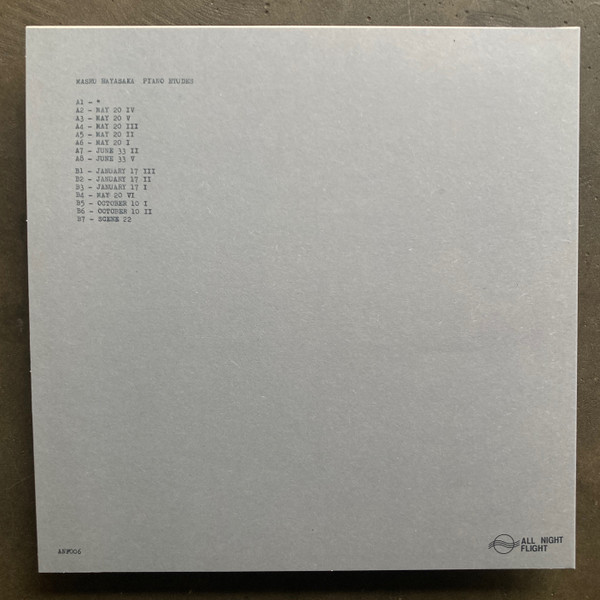 MASHU HAYASAKA PIANO ETUDES
A1 - *
A2 - MAY 20 IV
A3 - MAY 20 V
A4 - MAY 20 III
A5 - MAY 20 II
A6 - MAY 20 I
A7 - JUNE 33 II
A8 - JUNE 33 V
B1 - JANUARY 17 III
B2 - JANUARY 17 II
B3 - JANUARY 17 I
B4 - MAY 20 VI
B5 - OCTOBER 10 I
B6 - OCTOBER 10 II
B7 - SCENE 22
ANF006
ALL NIGHT
FLIGHT